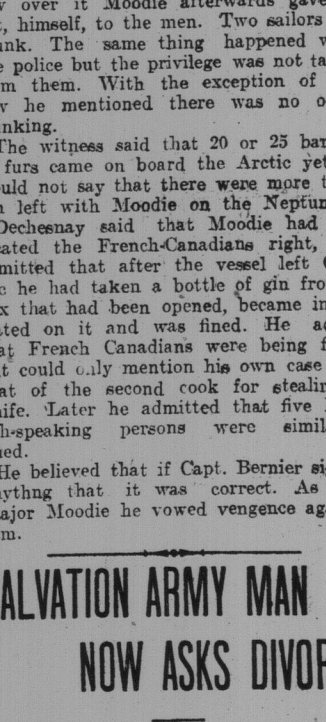 over it Moodie afterwards gave
, himself, to the men. Two sailors
nk. The same thing happened w
e police but the privilege was not ta
m them. With the exception of
w he mentioned there was no o
nking.
The witness said that 20 or 25 bar
furs came on board the Arctic yet
uld not say that there were more t
n left with Moodie on the Neptun
Dechesnay said that Moodie had
ated the French-Canadians right,
mitted that after the vessel left
c he had taken a bottle of gin fro
x that had been opened, became in
ated on it and was fined. He ad
at French Canadians were being f
t could only mention his own case
at of the second cook for stealin
ife. Later he admitted that five
h-speaking persons were simil
ned.
He believed that if Capt. Bernier si
ythng that it was correct. As
ajor Moodie he vowed vengence aga
m.
ALVATION ARMY MAN
NOW ASKS DIVOR